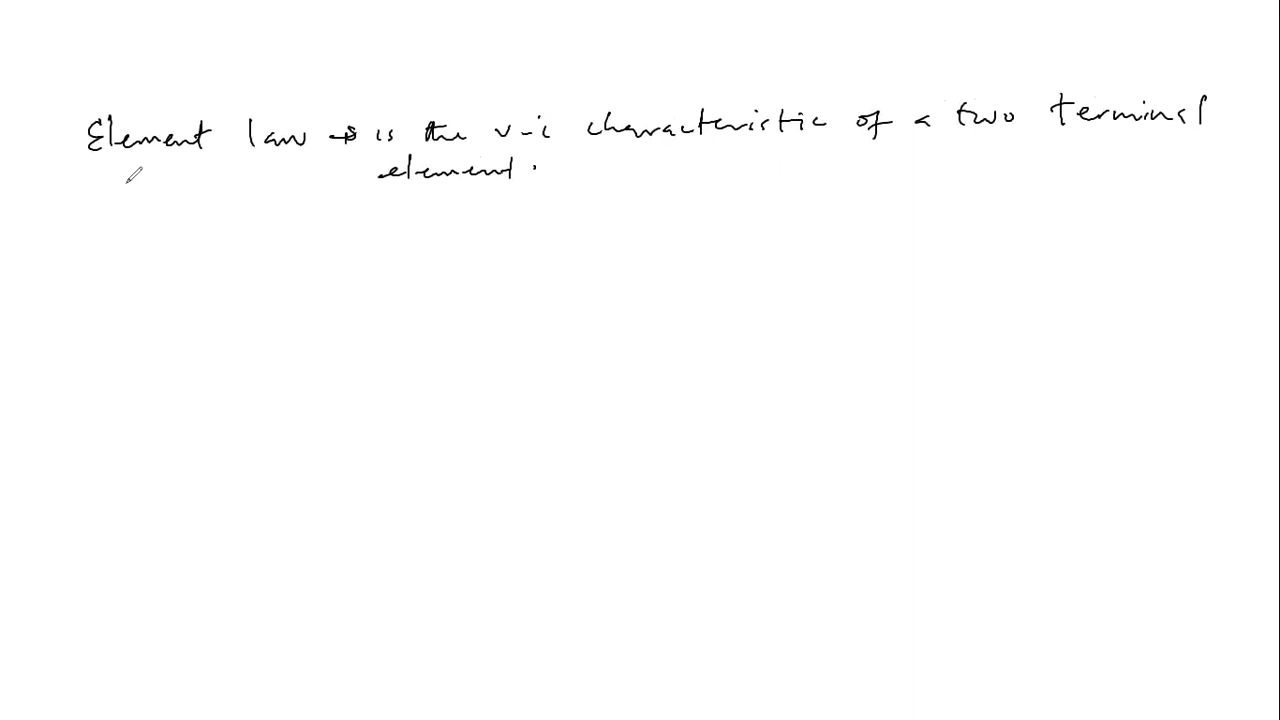 Element law → is the v-i characteristic of a two terminal
element.